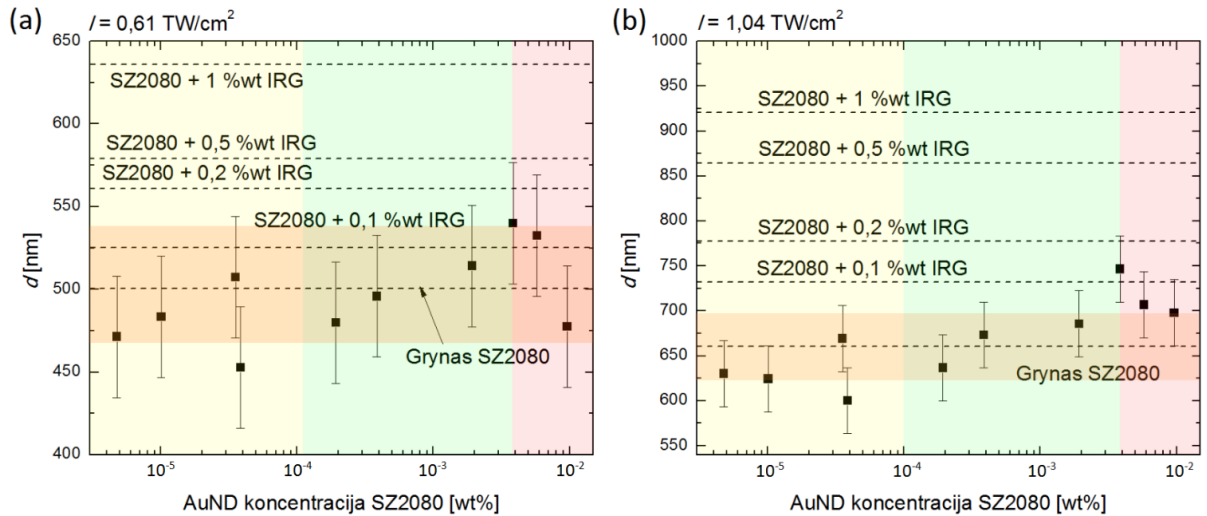 (a)
I = 0,61 TW/cm²
650
600
550
500
450
400
d [nm]
SZ2080 + 1 %wt IRG
SZ2080 + 0,5 %wt IRG
SZ2080 + 0,2 %wt IRG
SZ2080 + 0,1 %wt IRG
Grynas SZ2080
10⁻⁵
10⁻⁴
10⁻³
10⁻²
AuND koncentracija SZ2080 [wt%]
(b)
I = 1,04 TW/cm²
1000
950
900
850
800
750
700
650
600
550
d [nm]
SZ2080 + 1 %wt IRG
SZ2080 + 0,5 %wt IRG
SZ2080 + 0,2 %wt IRG
SZ2080 + 0,1 %wt IRG
Grynas SZ2080
10⁻⁵
10⁻⁴
10⁻³
10⁻²
AuND koncentracija SZ2080 [wt%]